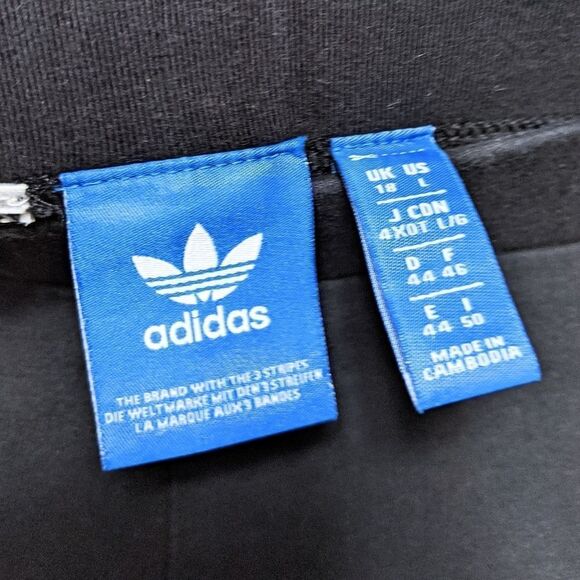 adidas
THE BRAND WITH THE 3 STRIPES
DIE WELTMARKE MIT DEN 3 STREIFEN
LA MARQUE AUX 3 BANDES
UK US
18 L
J CDN
4XOT L/G
D F
44 46
E I
44 50
MADE IN
CAMBODIA